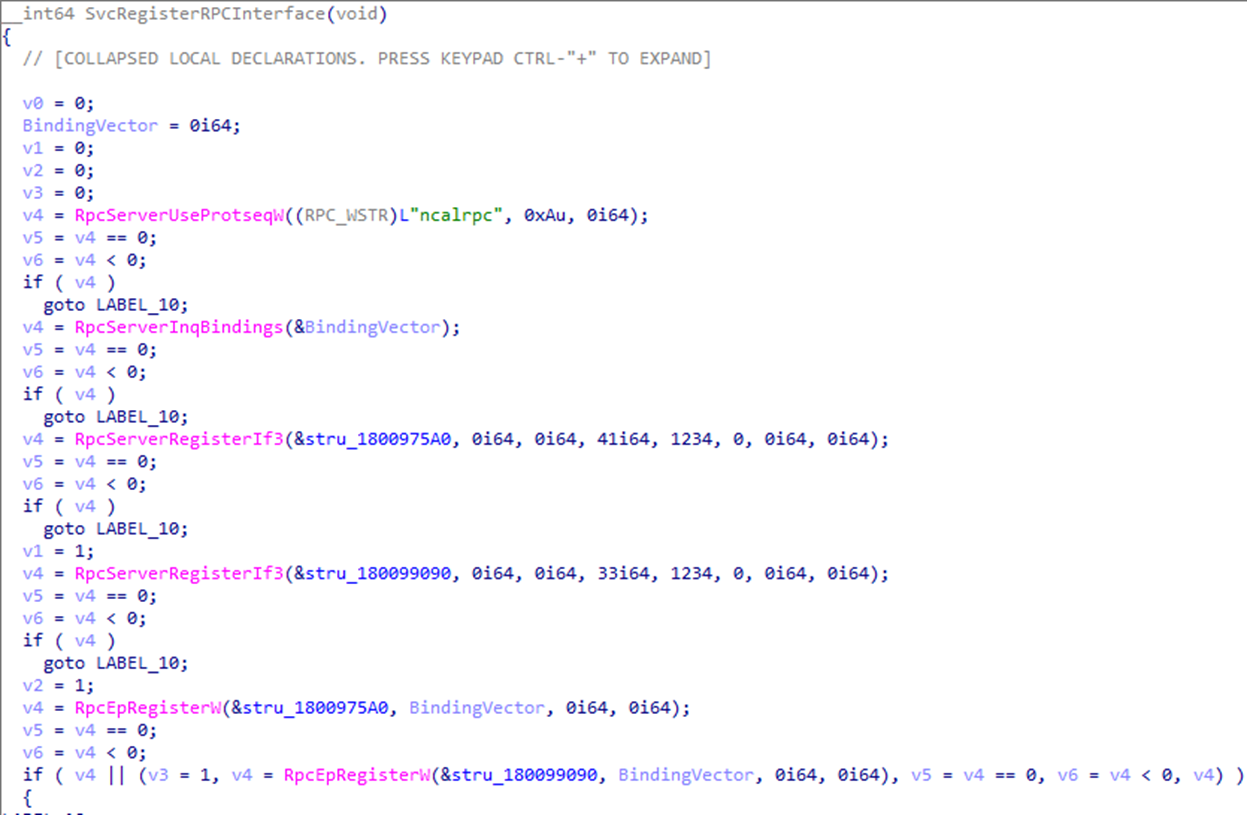 __int64 SvcRegisterRPCInterface(void)
{
// [COLLAPSED LOCAL DECLARATIONS. PRESS KEYPAD CTRL-"+" TO EXPAND]
v0 = 0;
BindingVector = 0i64;
v1 = 0;
v2 = 0;
v3 = 0;
v4 = RpcServerUseProtseqW((RPC_WSTR)L"ncalrpc", 0xAu, 0i64);
v5 = v4 == 0;
v6 = v4 < 0;
if ( v4 )
goto LABEL_10;
v4 = RpcServerInqBindings(&BindingVector);
v5 = v4 == 0;
v6 = v4 < 0;
if ( v4 )
goto LABEL_10;
v4 = RpcServerRegisterIf3(&stru_1800975A0, 0i64, 0i64, 41i64, 1234, 0, 0i64, 0i64);
v5 = v4 == 0;
v6 = v4 < 0;
if ( v4 )
goto LABEL_10;
v1 = 1;
v4 = RpcServerRegisterIf3(&stru_180099090, 0i64, 0i64, 33i64, 1234, 0, 0i64, 0i64);
v5 = v4 == 0;
v6 = v4 < 0;
if ( v4 )
goto LABEL_10;
v2 = 1;
v4 = RpcEpRegisterW(&stru_1800975A0, BindingVector, 0i64, 0i64);
v5 = v4 == 0;
v6 = v4 < 0;
if ( v4 || (v3 = 1, v4 = RpcEpRegisterW(&stru_180099090, BindingVector, 0i64, 0i64), v5 = v4 == 0, v6 = v4 < 0, v4) )
{